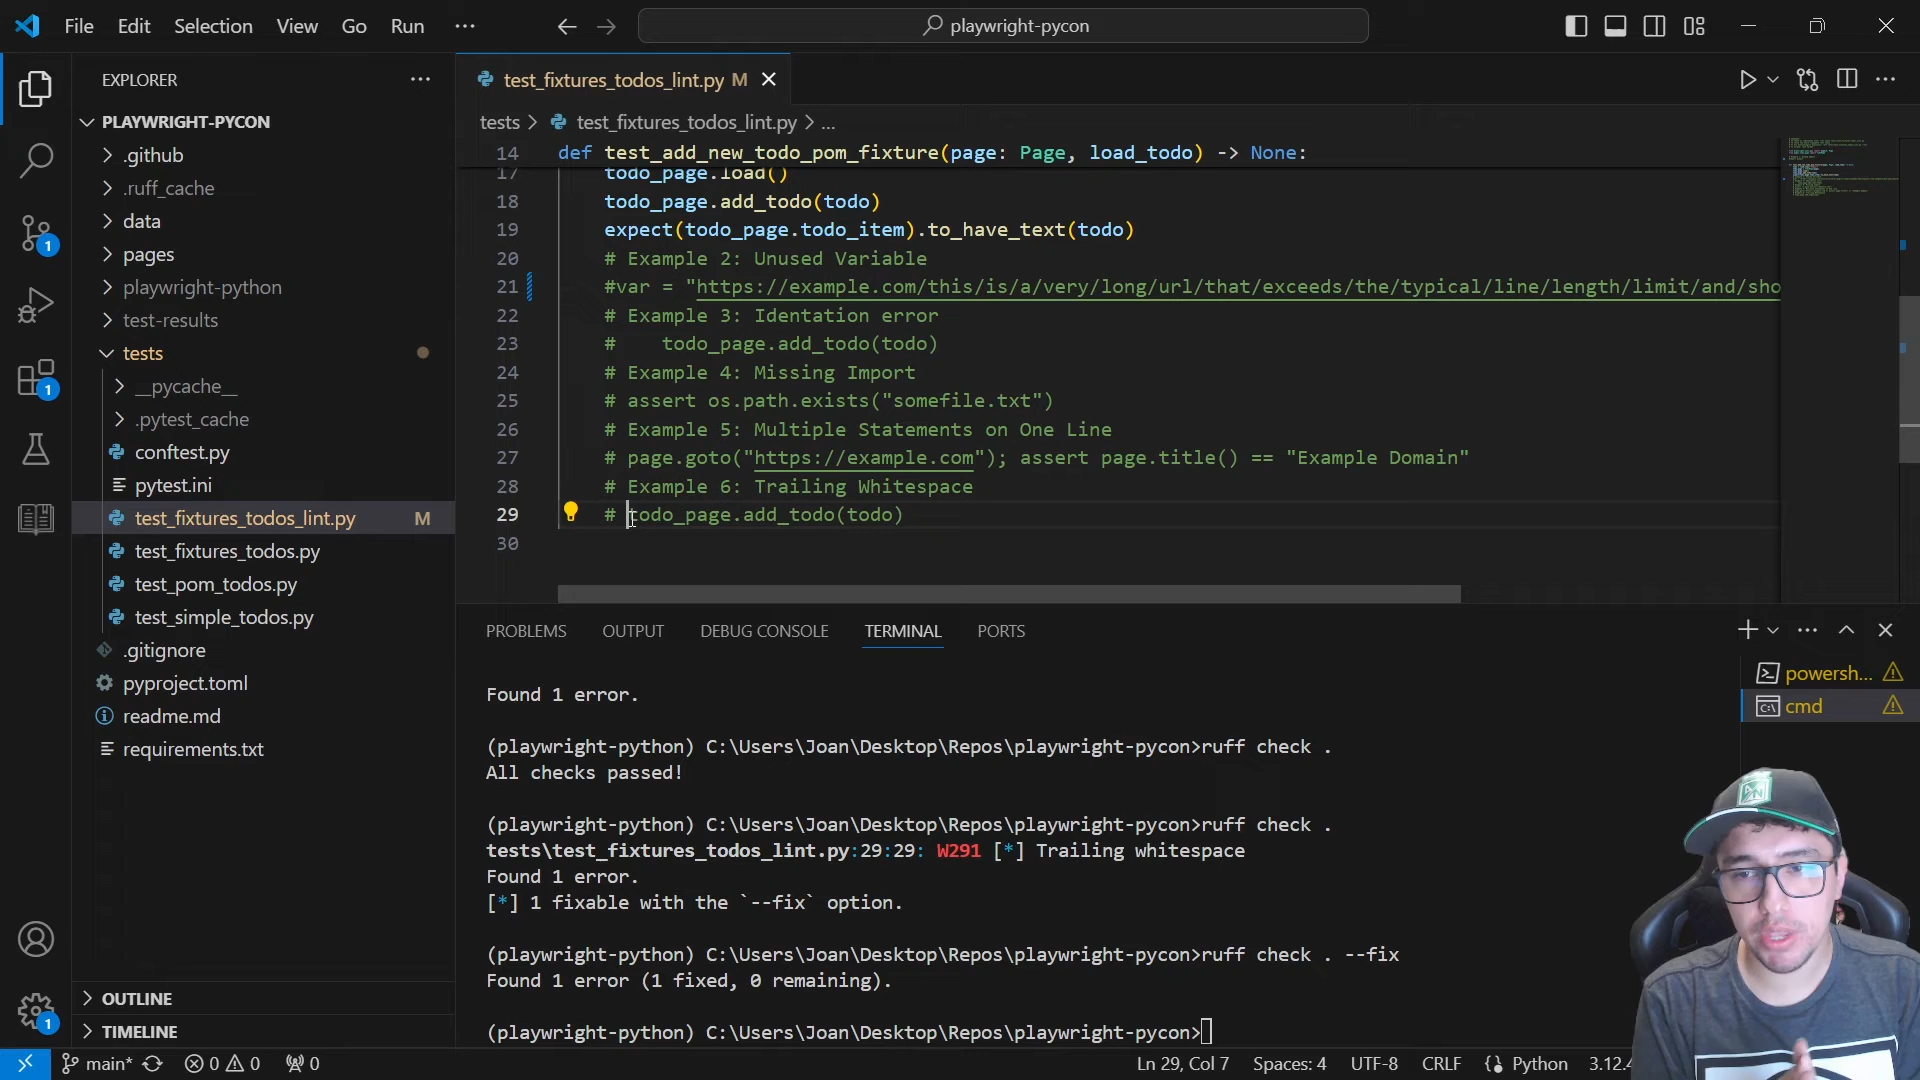 File Edit Selection View Go Run ...
playwright-pycon
EXPLORER
PLAYWRIGHT-PYCON
.github
.ruff_cache
data
pages
playwright-python
test-results
tests
__pycache__
.pytest_cache
conftest.py
pytest.ini
test_fixtures_todos_lint.py M
test_fixtures_todos.py
test_pom_todos.py
test_simple_todos.py
.gitignore
pyproject.toml
readme.md
requirements.txt
OUTLINE
TIMELINE
1
1
1
test_fixtures_todos_lint.py M
tests > test_fixtures_todos_lint.py > ...
14 def test_add_new_todo_pom_fixture(page: Page, load_todo) -> None:
17 todo_page.load()
18 todo_page.add_todo(todo)
19 expect(todo_page.todo_item).to_have_text(todo)
20 # Example 2: Unused Variable
21 #var = "https://example.com/this/is/a/very/long/url/that/exceeds/the/typical/line/length/limit/and/sho
22 # Example 3: Identation error
23 #    todo_page.add_todo(todo)
24 # Example 4: Missing Import
25 # assert os.path.exists("somefile.txt")
26 # Example 5: Multiple Statements on One Line
27 # page.goto("https://example.com"); assert page.title() == "Example Domain"
28 # Example 6: Trailing Whitespace
29 # todo_page.add_todo(todo)
30
PROBLEMS OUTPUT DEBUG CONSOLE TERMINAL PORTS
powersh...
cmd
Found 1 error.
(playwright-python) C:\Users\Joan\Desktop\Repos\playwright-pycon>ruff check .
All checks passed!
(playwright-python) C:\Users\Joan\Desktop\Repos\playwright-pycon>ruff check .
tests\test_fixtures_todos_lint.py:29:29: W291 [*] Trailing whitespace
Found 1 error.
[*] 1 fixable with the `--fix` option.
(playwright-python) C:\Users\Joan\Desktop\Repos\playwright-pycon>ruff check . --fix
Found 1 error (1 fixed, 0 remaining).
(playwright-python) C:\Users\Joan\Desktop\Repos\playwright-pycon>
main* 0 0 0 Ln 29, Col 7 Spaces: 4 UTF-8 CRLF Python